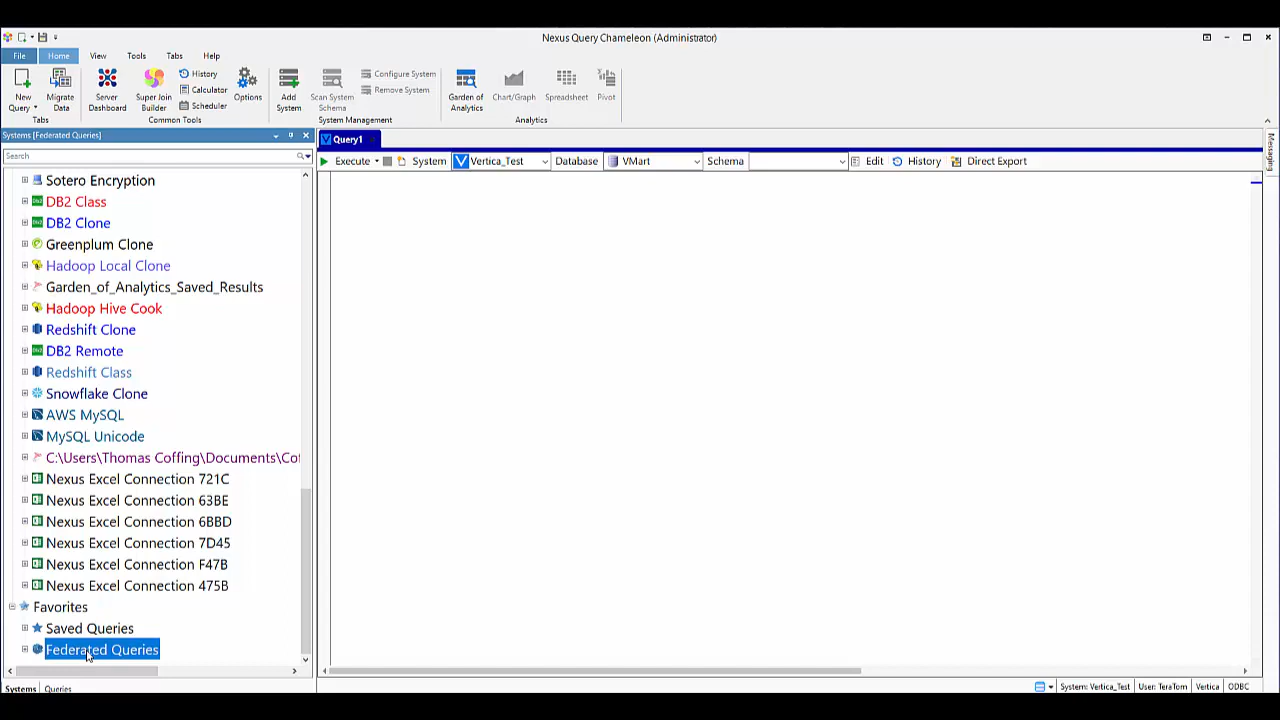 Nexus Query Chameleon (Administrator)
File Home View Tools Tabs Help
New Query
Migrate Data
Tabs
Server Dashboard
Super Join Builder
History
Calculator
Scheduler
Options
Common Tools
Add System
Scan System Schema
Configure System
Remove System
System Management
Garden of Analytics
Chart/Graph
Spreadsheet
Pivot
Analytics
Systems [Federated Queries]
Search
Sotero Encryption
DB2 Class
DB2 Clone
Greenplum Clone
Hadoop Local Clone
Garden_of_Analytics_Saved_Results
Hadoop Hive Cook
Redshift Clone
DB2 Remote
Redshift Class
Snowflake Clone
AWS MySQL
MySQL Unicode
C:\Users\Thomas Coffing\Documents\Cof
Nexus Excel Connection 721C
Nexus Excel Connection 63BE
Nexus Excel Connection 6BBD
Nexus Excel Connection 7D45
Nexus Excel Connection F47B
Nexus Excel Connection 475B
Favorites
Saved Queries
Federated Queries
Systems Queries
Query1
Execute System Vertica_Test Database VMart Schema Edit History Direct Export
Messaging
System: Vertica_Test User: TeraTom Vertica ODBC